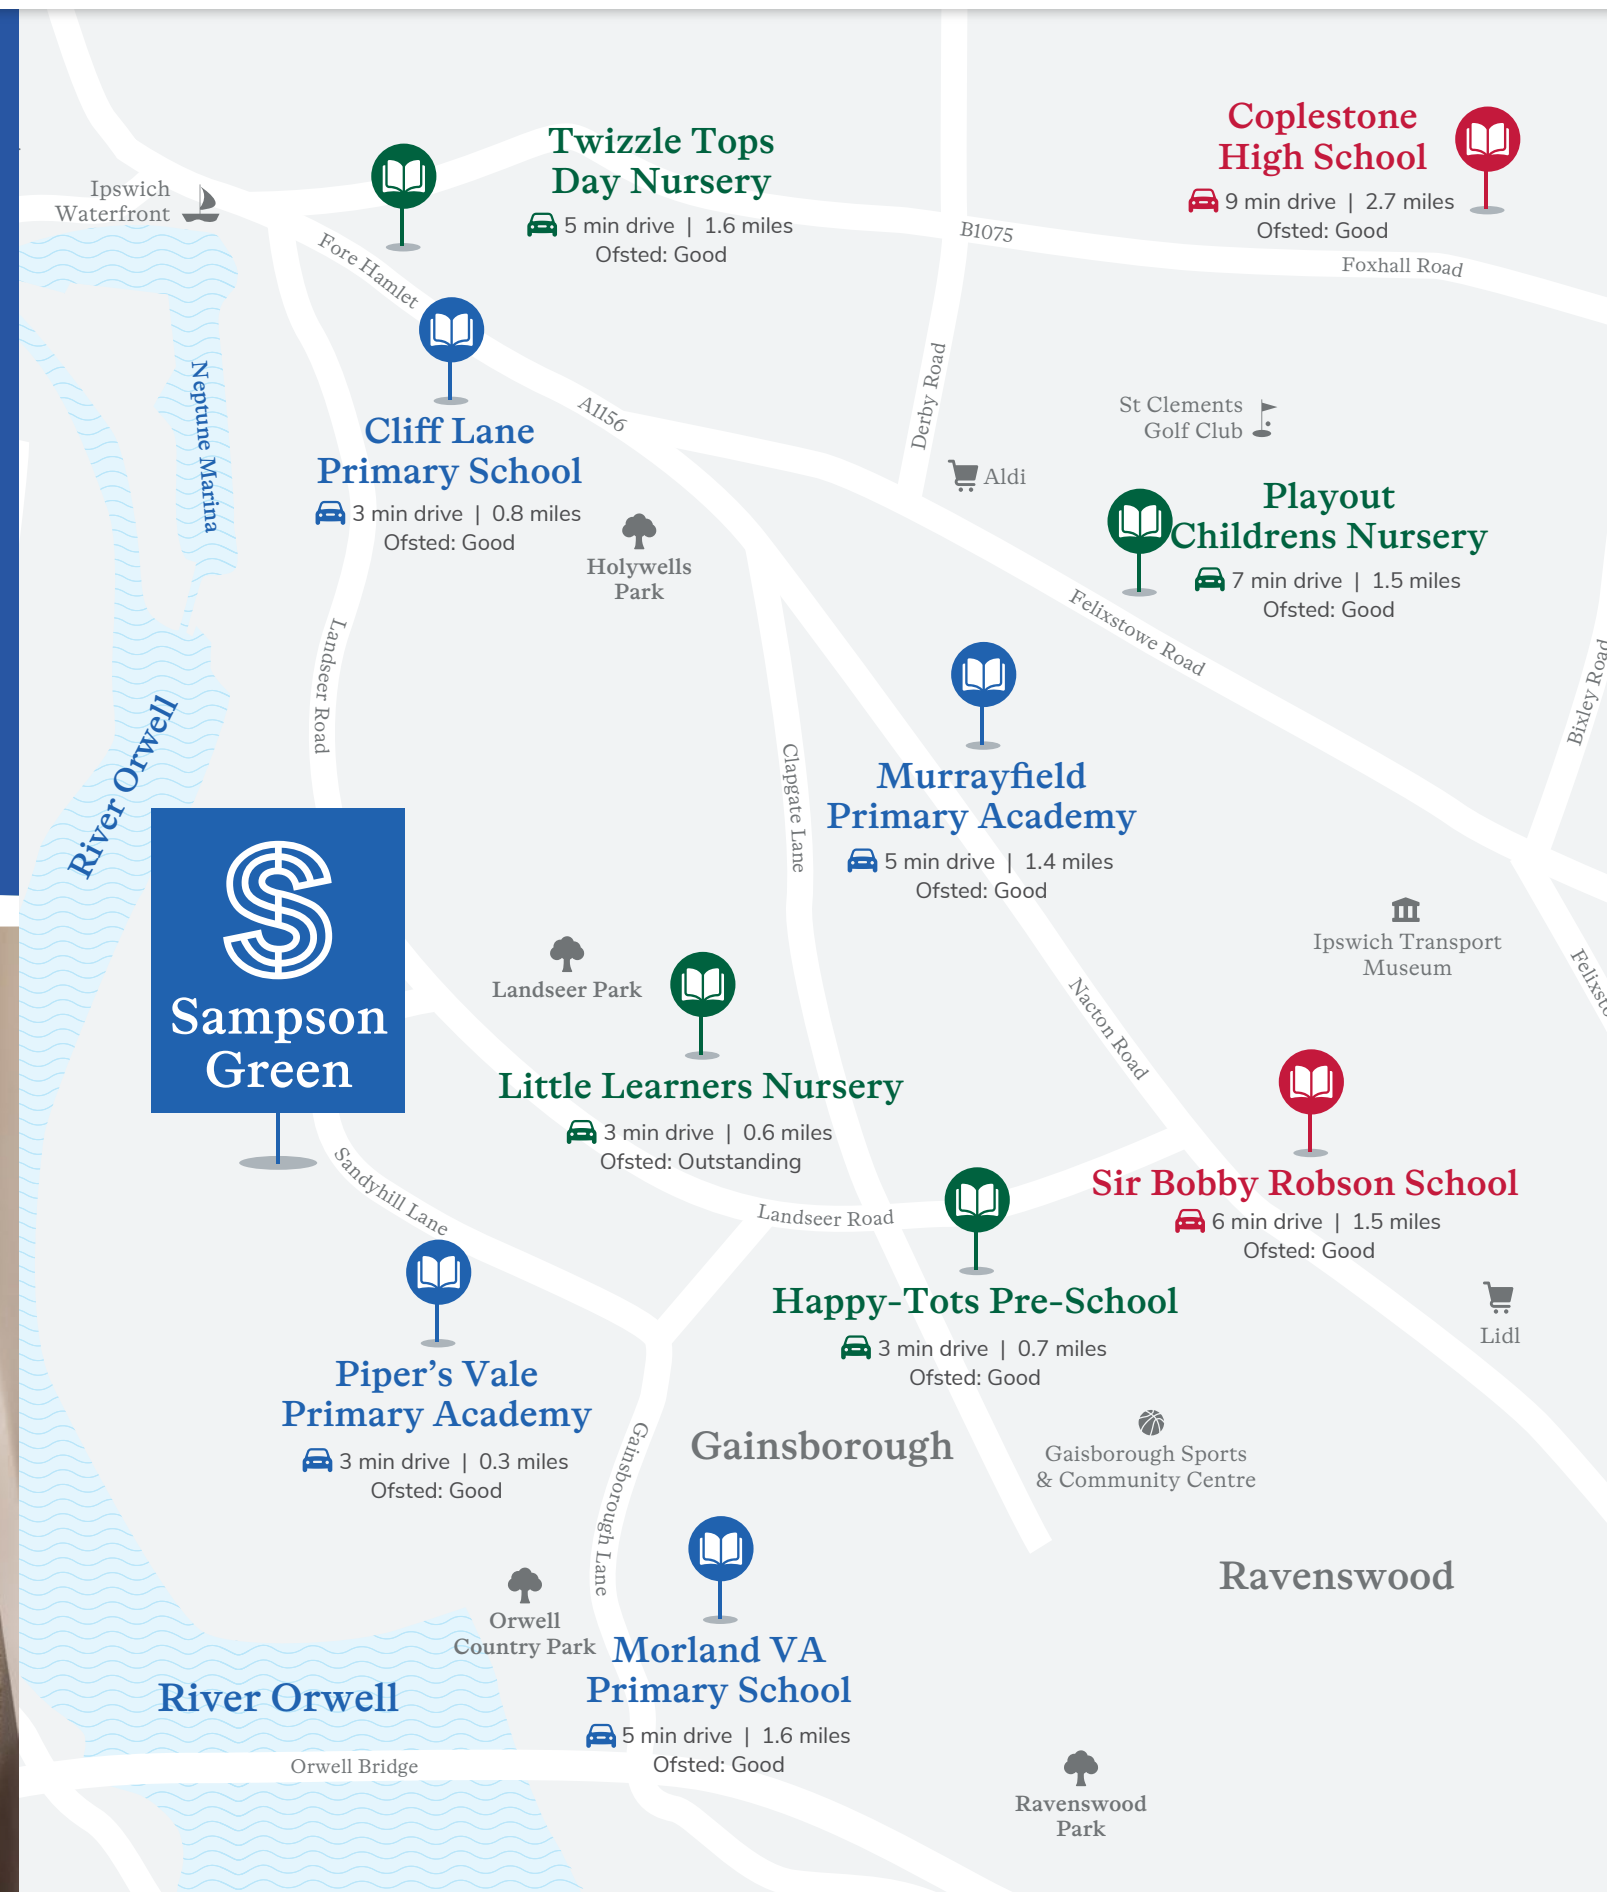 Coplestone
High School
9 min drive | 2.7 miles
Ofsted: Good
Twizzle Tops
Day Nursery
5 min drive | 1.6 miles
Ofsted: Good
Ipswich
Waterfront
B1075
Foxhall Road
Fore Hamlet
Neptune Marina
Cliff Lane
Primary School
3 min drive | 0.8 miles
Ofsted: Good
A1156
Derby Road
St Clements
Golf Club
Aldi
Playout
Childrens Nursery
7 min drive | 1.5 miles
Ofsted: Good
Holywells
Park
Felixstowe Road
Landseer Road
Bixley Road
River Orwell
Clapgate Lane
Murrayfield
Primary Academy
5 min drive | 1.4 miles
Ofsted: Good
Sampson
Green
Landseer Park
Ipswich Transport
Museum
Felixsto
Nacton Road
Little Learners Nursery
3 min drive | 0.6 miles
Ofsted: Outstanding
Sandyhill Lane
Landseer Road
Sir Bobby Robson School
6 min drive | 1.5 miles
Ofsted: Good
Happy-Tots Pre-School
3 min drive | 0.7 miles
Ofsted: Good
Lidl
Piper's Vale
Primary Academy
3 min drive | 0.3 miles
Ofsted: Good
Gainsborough Lane
Gainsborough
Gaisborough Sports
& Community Centre
Ravenswood
Orwell
Country Park
Morland VA
Primary School
5 min drive | 1.6 miles
Ofsted: Good
River Orwell
Orwell Bridge
Ravenswood
Park